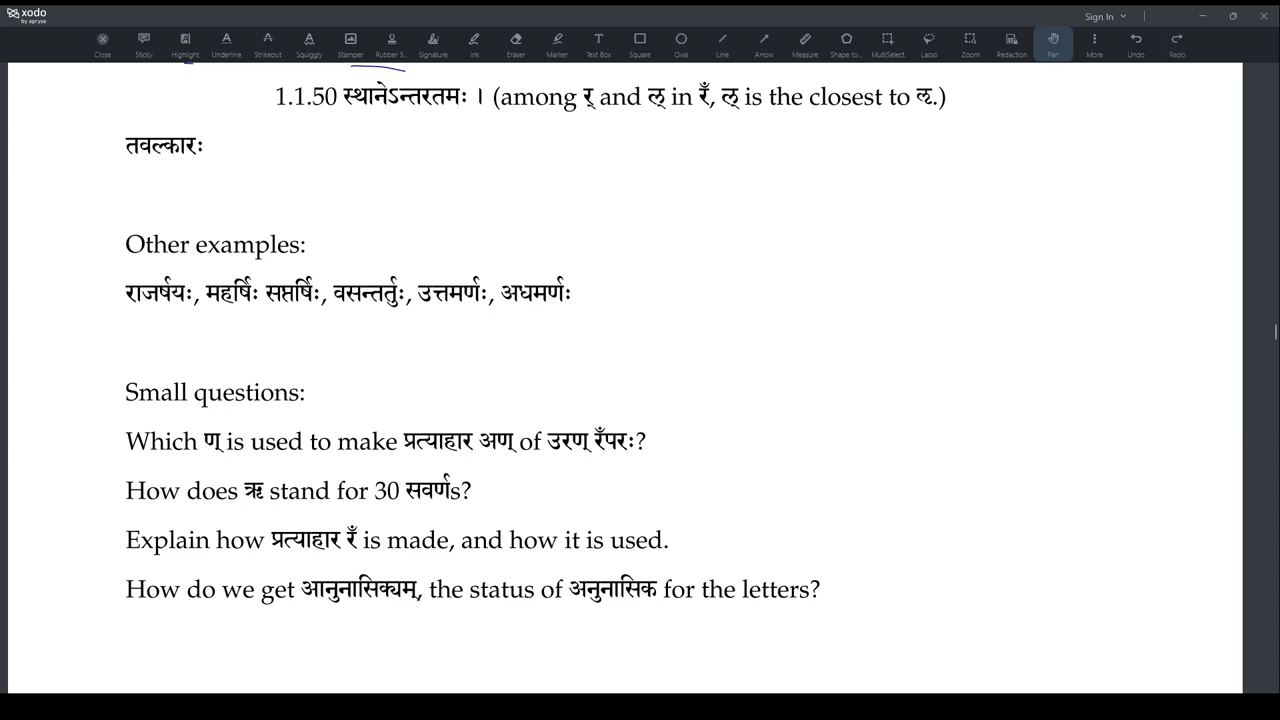 xodo
by apryse
Sign In
Close Sticky Highlight Underline Strikeout Squiggly Stamper Rubber S... Signature Ink Eraser Marker Text Box Square Oval Line Arrow Measure Shape to... MultiSelect Lasso Zoom Redaction Pan More Undo Redo
1.1.50 स्थानेऽन्तरतमः । (among र् and ल् in रँ, ल् is the closest to ऌ.)
तवल्कारः
Other examples:
राजर्षयः, महर्षिः सप्तर्षिः, वसन्तर्तुः, उत्तमर्णः, अधमर्णः
Small questions:
Which ण् is used to make प्रत्याहार अण् of उरण् रँपरः?
How does ऋ stand for 30 सवर्णs?
Explain how प्रत्याहार रँ is made, and how it is used.
How do we get आनुनासिक्यम्, the status of अनुनासिक for the letters?